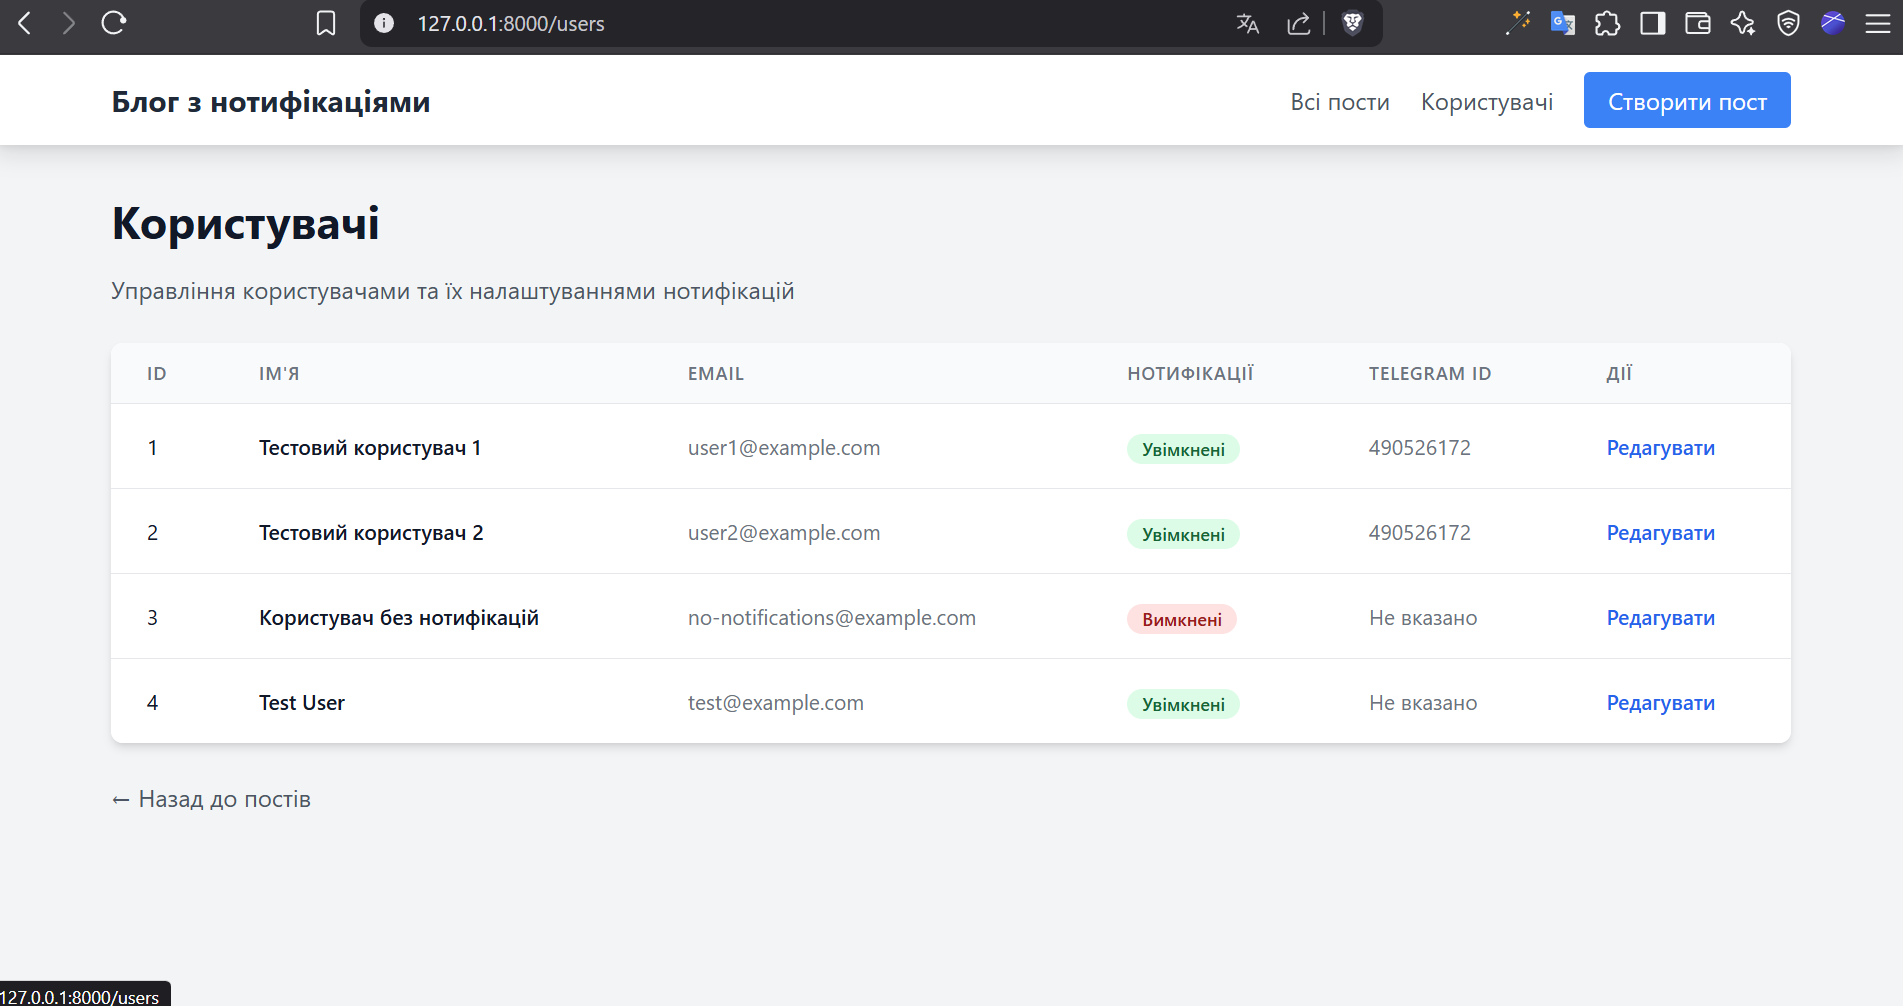 127.0.0.1:8000/users
Блог з нотифікаціями
Всі пости Користувачі Створити пост
Користувачі
Управління користувачами та їх налаштуваннями нотифікацій
ID ІМ'Я EMAIL НОТИФІКАЦІЇ TELEGRAM ID ДІЇ
1 Тестовий користувач 1 user1@example.com Увімкнені 490526172 Редагувати
2 Тестовий користувач 2 user2@example.com Увімкнені 490526172 Редагувати
3 Користувач без нотифікацій no-notifications@example.com Вимкнені Не вказано Редагувати
4 Test User test@example.com Увімкнені Не вказано Редагувати
← Назад до постів
127.0.0.1:8000/users